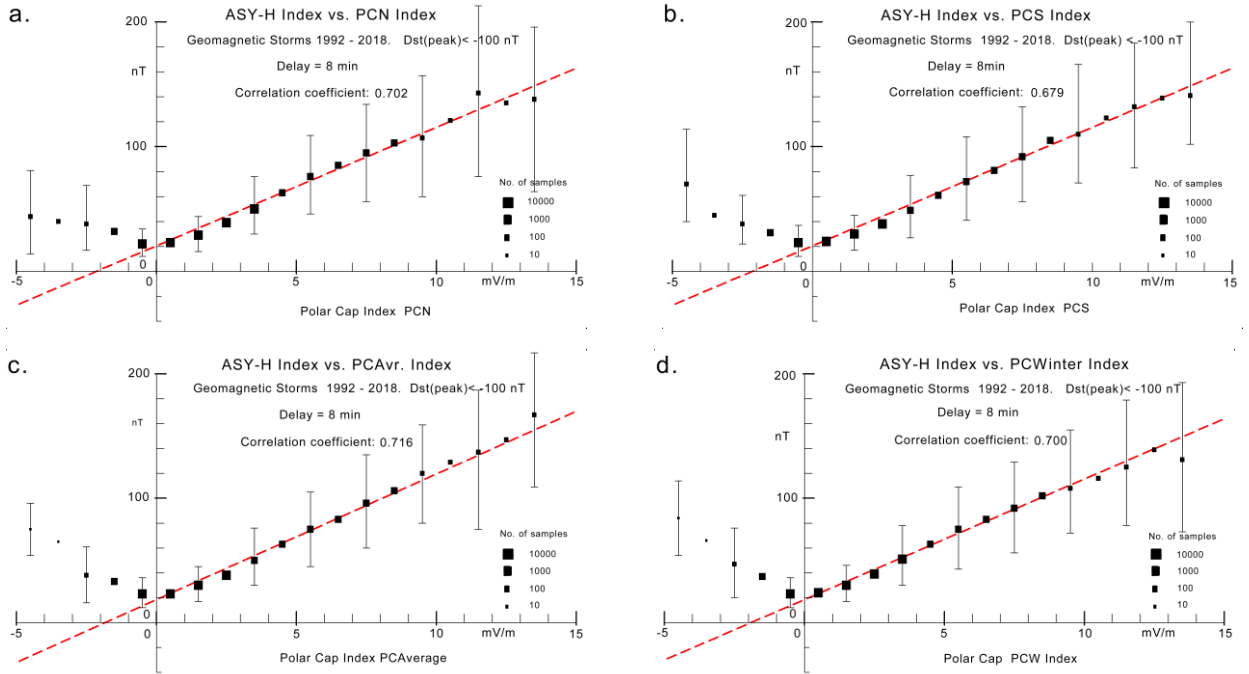 a.
ASY-H Index vs. PCN Index
Geomagnetic Storms 1992 - 2018. Dst(peak)< -100 nT
Delay = 8 min
Correlation coefficient: 0.702
200
nT
100
0
No. of samples
10000
1000
100
10
-5 0 5 10 mV/m 15
Polar Cap Index PCN
b.
ASY-H Index vs. PCS Index
Geomagnetic Storms 1992 - 2018. Dst(peak) < -100 nT
Delay = 8min
Correlation coefficient: 0.679
200
nT
100
0
No. of samples
10000
1000
100
10
-5 0 5 10 mV/m 15
Polar Cap Index PCS
c.
ASY-H Index vs. PCAvr. Index
Geomagnetic Storms 1992 - 2018. Dst(peak)< -100 nT
Delay = 8 min
Correlation coefficient: 0.716
200
nT
100
0
No. of samples
10000
1000
100
10
-5 0 5 10 mV/m 15
Polar Cap Index PCAverage
d.
ASY-H Index vs. PCWinter Index
Geomagnetic Storms 1992 - 2018. Dst(peak)< -100 nT
Delay = 8 min
Correlation coefficient: 0.700
200
nT
100
0
No. of samples
10000
1000
100
10
-5 0 5 10 mV/m 15
Polar Cap PCW Index